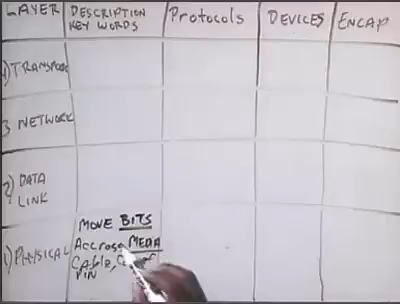 LAYER
DESCRIPTION
KEY WORDS
Protocols
DEVICES
ENCAP
4) TRANSPORT
3 NETWORK
2) DATA
LINK
1) PHYSICAL
MOVE BITS
Accross MEDIA
Cable,
PIN